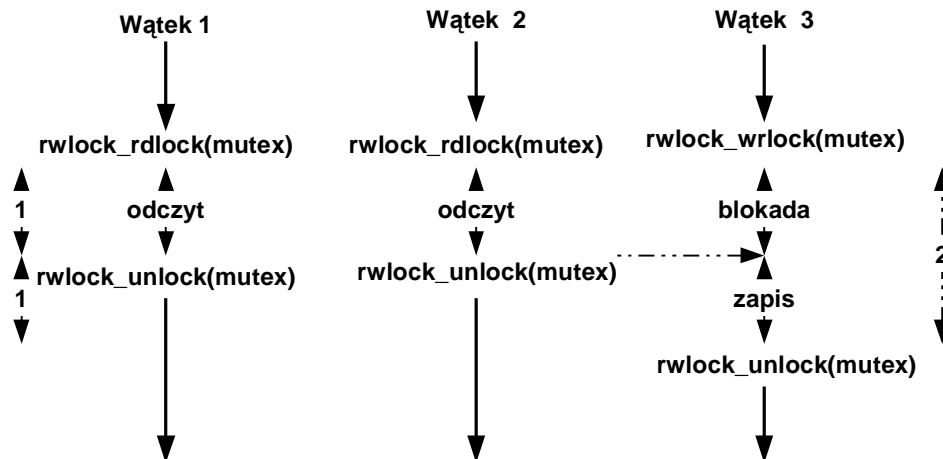 Wątek 1
Wątek 2
Wątek 3
rwlock_rdlock(mutex)
rwlock_rdlock(mutex)
rwlock_wrlock(mutex)
1
odczyt
odczyt
blokada
rwlock_unlock(mutex)
rwlock_unlock(mutex)
2
1
zapis
rwlock_unlock(mutex)